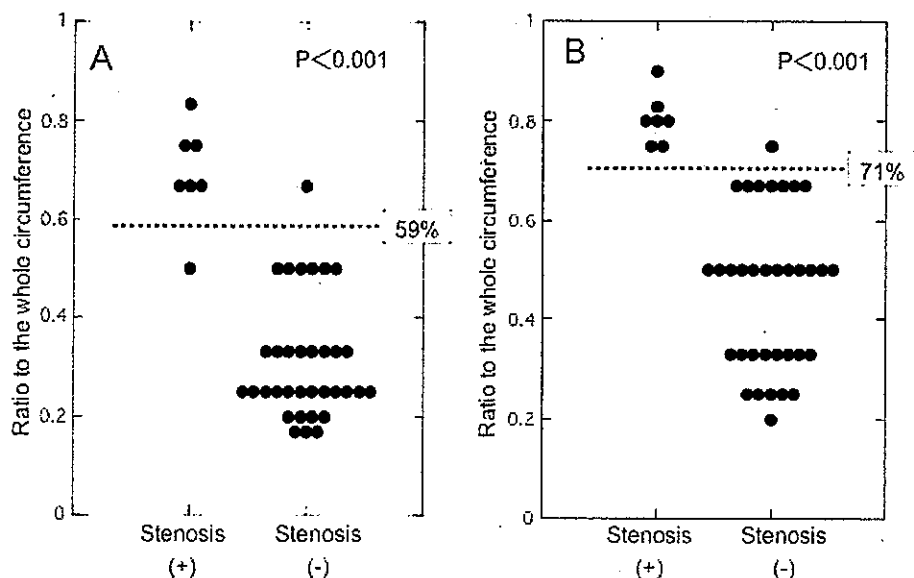 A
P<0.001
Ratio to the whole circumference
1
0.8
0.6
0.4
0.2
0
59%
Stenosis
(+)
Stenosis
(-)
B
P<0.001
Ratio to the whole circumference
1
0.8
0.6
0.4
0.2
0
71%
Stenosis
(+)
Stenosis
(-)